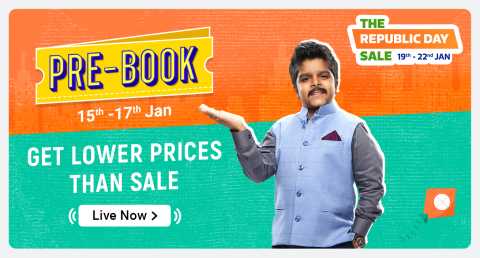 PRE-BOOK
15th -17th Jan
GET LOWER PRICES
THAN SALE
Live Now >
THE
REPUBLIC DAY
SALE 19th - 22nd JAN